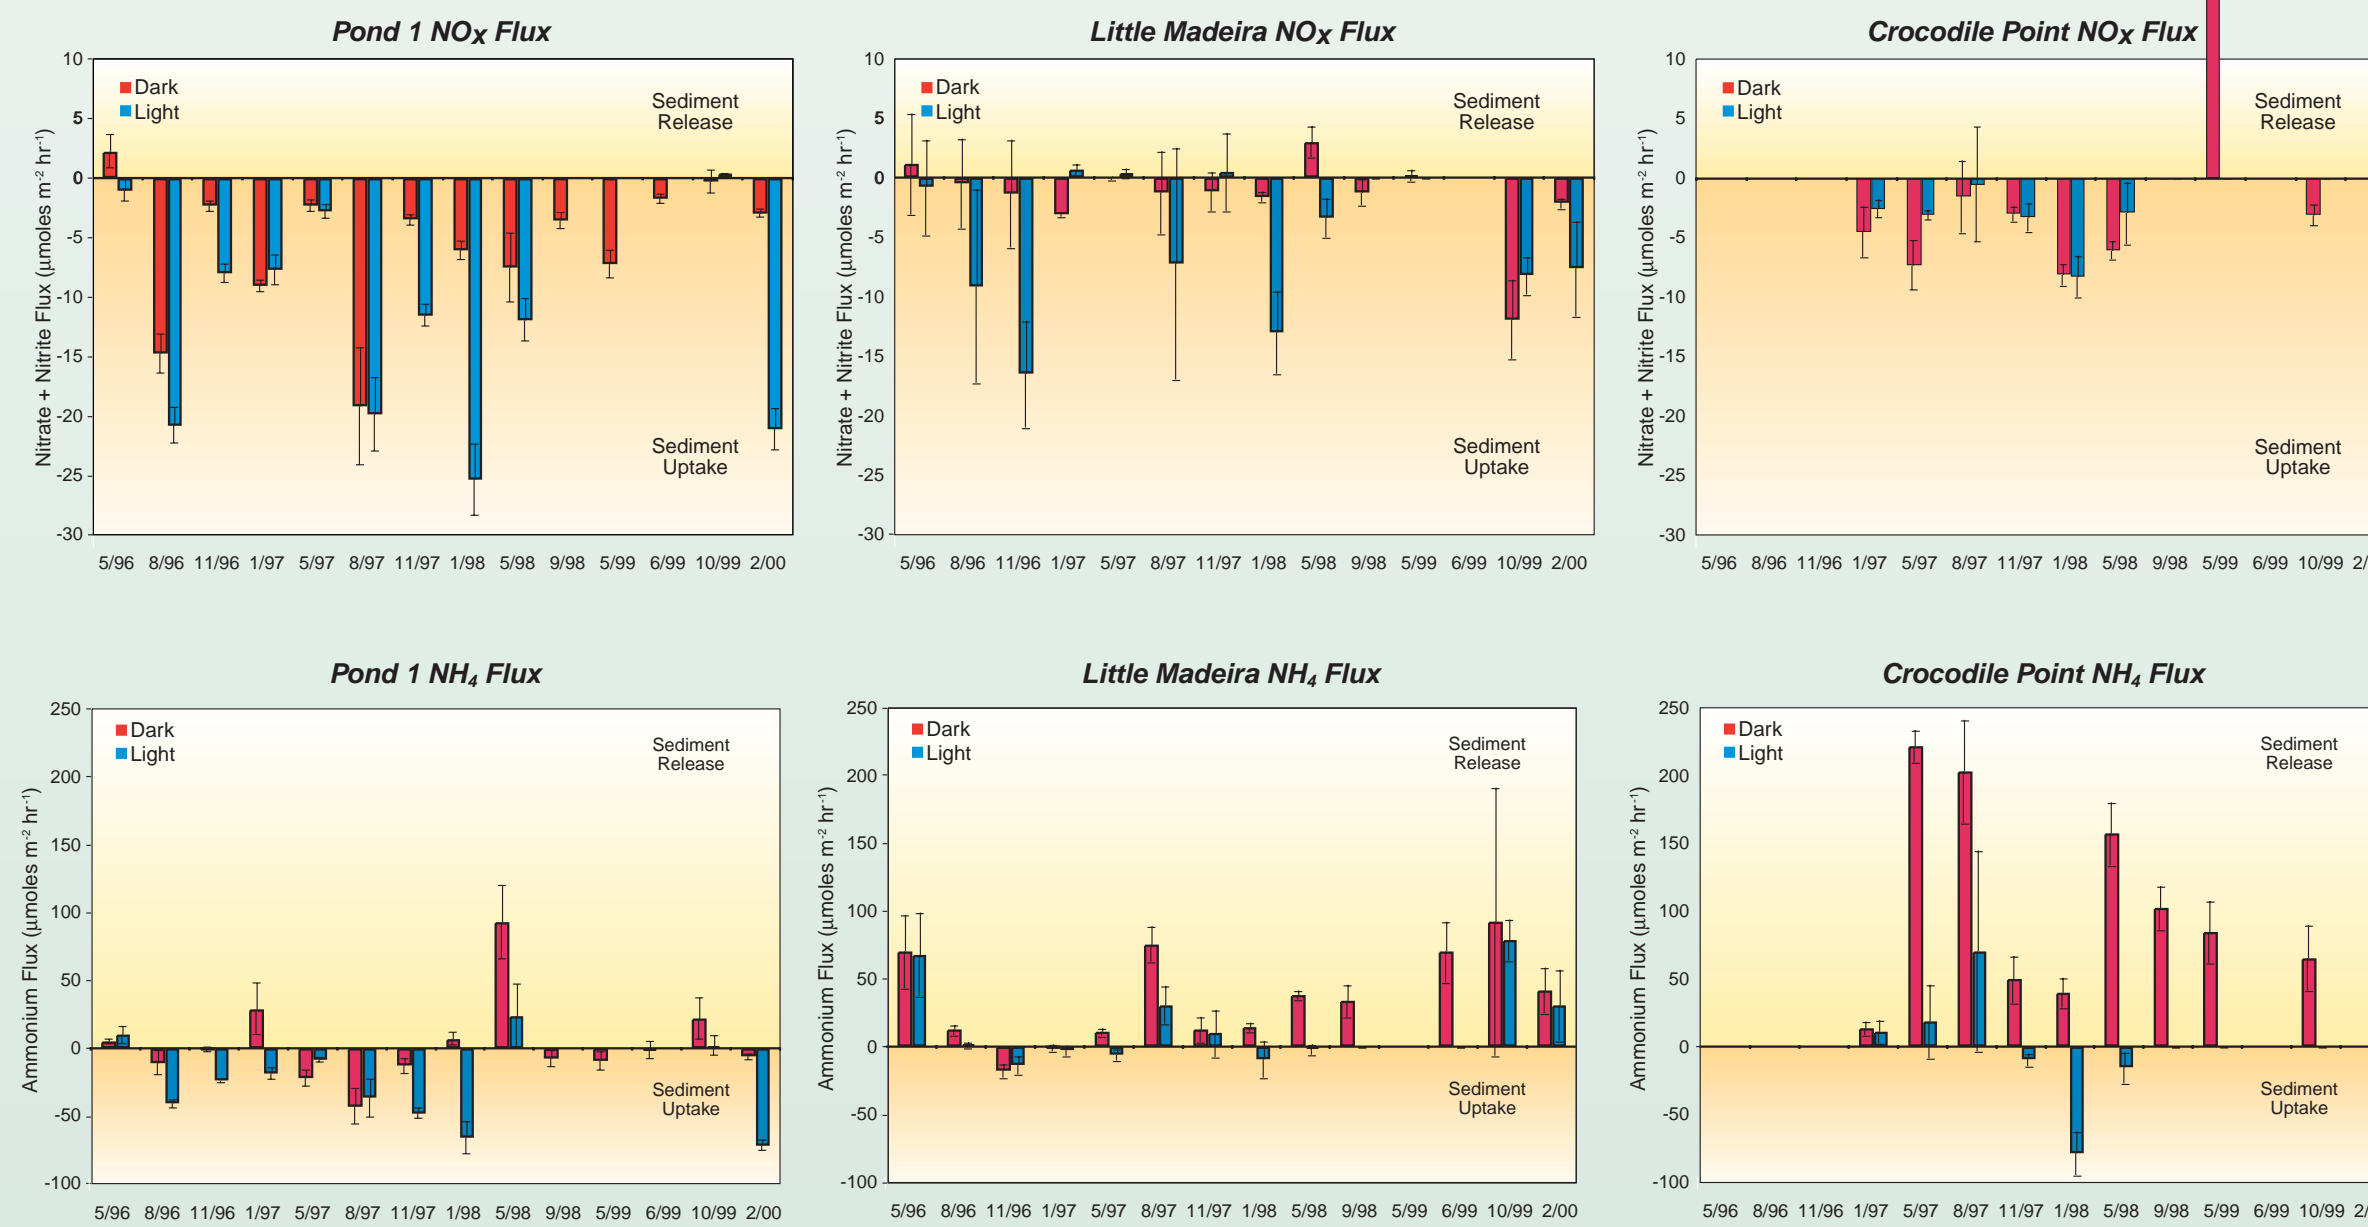 Pond 1 NOx Flux
10
5
0
-5
-10
-15
-20
-25
-30
Nitrate + Nitrite Flux (µmoles m-2 hr-1)
Dark
Light
Sediment
Release
Sediment
Uptake
5/96 8/96 11/96 1/97 5/97 8/97 11/97 1/98 5/98 9/98 5/99 6/99 10/99 2/00
Little Madeira NOx Flux
10
5
0
-5
-10
-15
-20
-25
-30
Nitrate + Nitrite Flux (µmoles m-2 hr-1)
Dark
Light
Sediment
Release
Sediment
Uptake
5/96 8/96 11/96 1/97 5/97 8/97 11/97 1/98 5/98 9/98 5/99 6/99 10/99 2/00
Crocodile Point NOx Flux
10
5
0
-5
-10
-15
-20
-25
-30
Nitrate + Nitrite Flux (µmoles m-2 hr-1)
Dark
Light
Sediment
Release
Sediment
Uptake
5/96 8/96 11/96 1/97 5/97 8/97 11/97 1/98 5/98 9/98 5/99 6/99 10/99 2/
Pond 1 NH4 Flux
250
200
150
100
50
0
-50
-100
Ammonium Flux (µmoles m-2 hr-1)
Dark
Light
Sediment
Release
Sediment
Uptake
5/96 8/96 11/96 1/97 5/97 8/97 11/97 1/98 5/98 9/98 5/99 6/99 10/99 2/00
Little Madeira NH4 Flux
250
200
150
100
50
0
-50
-100
Ammonium Flux (µmoles m-2 hr-1)
Dark
Light
Sediment
Release
Sediment
Uptake
5/96 8/96 11/96 1/97 5/97 8/97 11/97 1/98 5/98 9/98 5/99 6/99 10/99 2/00
Crocodile Point NH4 Flux
250
200
150
100
50
0
-50
-100
Ammonium Flux (µmoles m-2 hr-1)
Dark
Light
Sediment
Release
Sediment
Uptake
5/96 8/96 11/96 1/97 5/97 8/97 11/97 1/98 5/98 9/98 5/99 6/99 10/99 2/